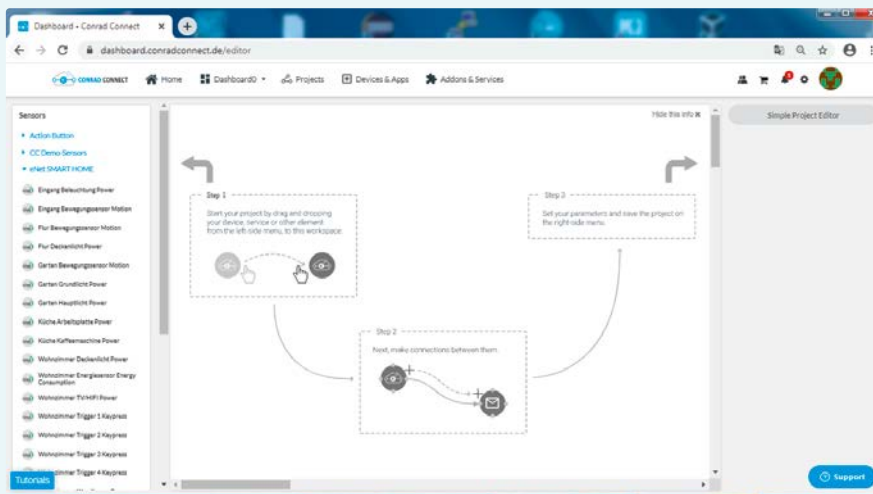 Dashboard - Conrad Connect
dashboard.conradconnect.de/editor
CONRAD CONNECT
Home
Dashboard0
Projects
Devices & Apps
Addons & Services
Sensors
Action Button
CC Demo Sensors
eNet SMART HOME
Eingang Beleuchtung Power
Eingang Bewegungssensor Motion
Flur Bewegungssensor Motion
Flur Deckenlicht Power
Garten Bewegungssensor Motion
Garten Grundlicht Power
Garten Hauptlicht Power
Küche Arbeitsplatte Power
Küche Kaffeemaschine Power
Wohnzimmer Deckenlicht Power
Wohnzimmer Energiesensor Energy
Consumption
Wohnzimmer TV/HIFI Power
Wohnzimmer Trigger 1 Keypress
Wohnzimmer Trigger 2 Keypress
Wohnzimmer Trigger 3 Keypress
Wohnzimmer Trigger 4 Keypress
Tutorials
Hide this info
Step 1
Start your project by drag and dropping
your device, service or other element
from the left-side menu, to this workspace
Step 2
Next, make connections between them
Step 3
Set your parameters and save the project on
the right-side menu.
Simple Project Editor
Support